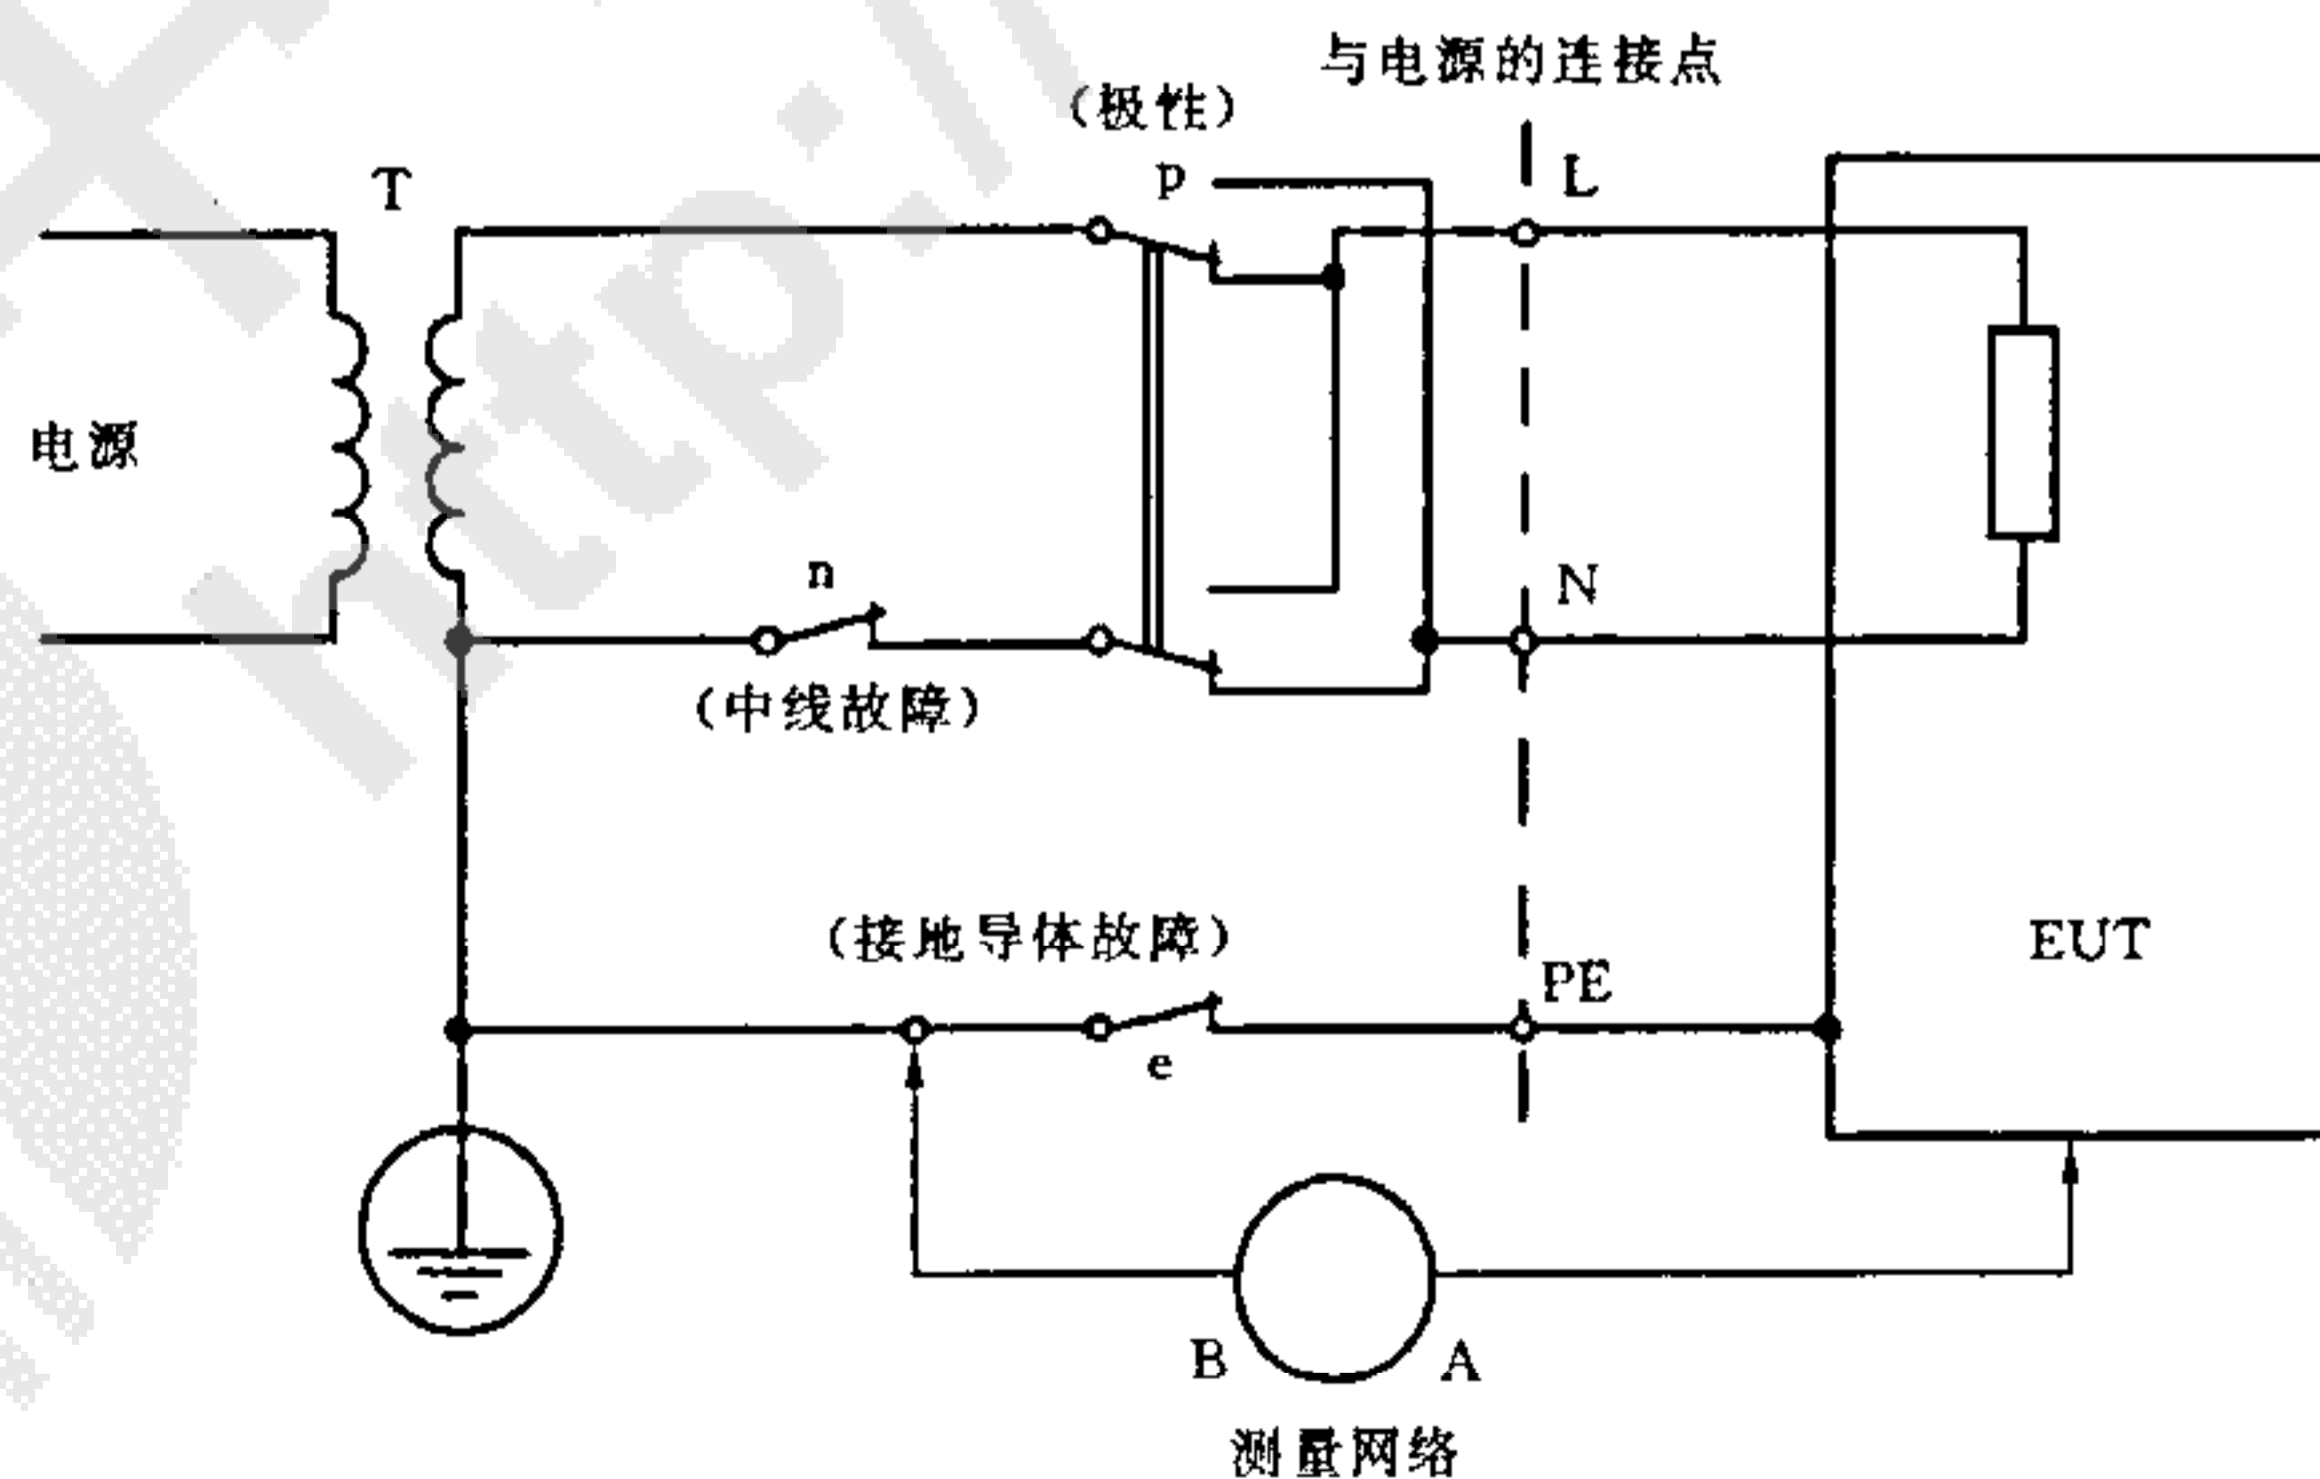 与电源的连接点
（极性）
p
L
T
电源
n
N
（中线故障）
（接地导体故障）
PE
EUT
e
B
A
测量网络
http://